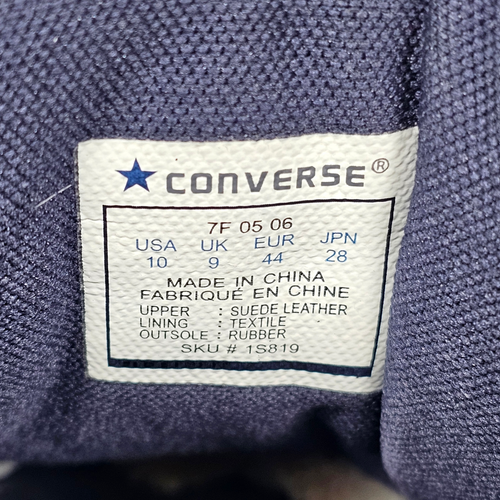 CONVERSE®
7F 05 06
USA UK EUR JPN
10 9 44 28
MADE IN CHINA
FABRIQUÉ EN CHINE
UPPER : SUEDE LEATHER
LINING : TEXTILE
OUTSOLE : RUBBER
SKU # 1S819